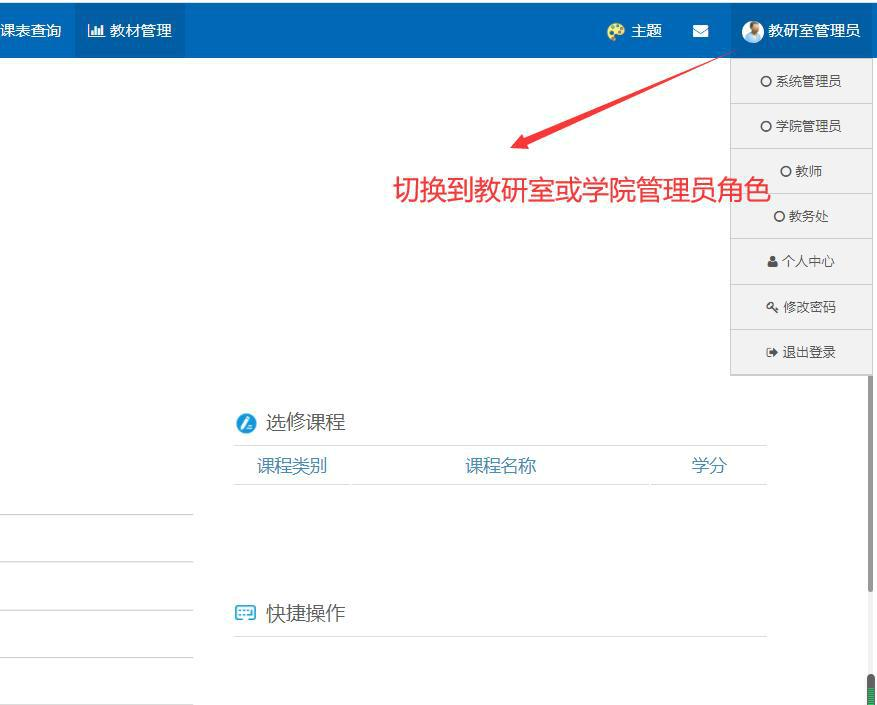 课表查询
教材管理
主题
教研室管理员
系统管理员
学院管理员
教师
教务处
个人中心
修改密码
退出登录
切换到教研室或学院管理员角色
选修课程
课程类别 课程名称 学分
快捷操作